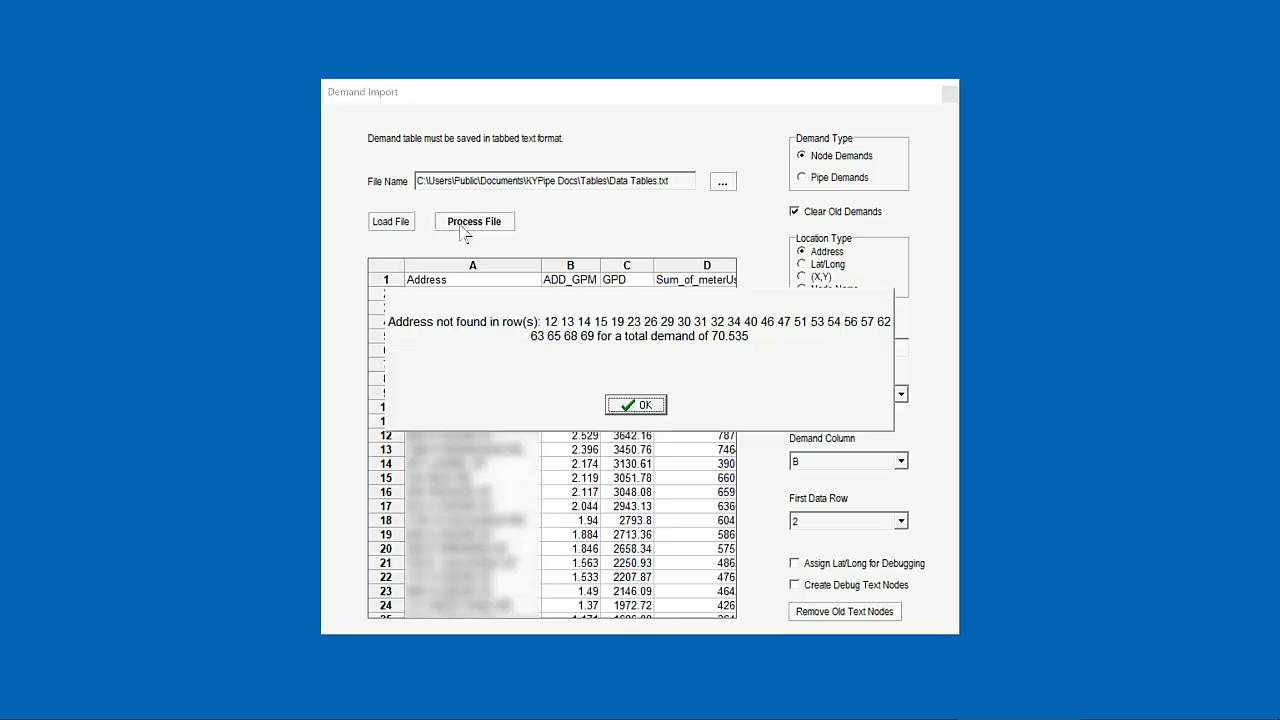 Demand Import
Demand table must be saved in tabbed text format.
File Name C:\Users\Public\Documents\KYPipe Docs\Tables\Data Tables.txt ...
Load File Process File
Demand Type
Node Demands
Pipe Demands
Clear Old Demands
Location Type
Address
Lat/Long
(X,Y)
A B C D
1 Address ADD_GPM GPD Sum_of_meterUs
Address not found in row(s): 12 13 14 15 19 23 26 29 30 31 32 34 40 46 47 51 53 54 56 57 62
63 65 68 69 for a total demand of 70.535
OK
12 2.529 3642.16 787
13 2.396 3450.76 746
14 2.174 3130.61 390
15 2.119 3051.78 660
16 2.117 3048.08 659
17 2.044 2943.13 636
18 1.94 2793.8 604
19 1.884 2713.36 586
20 1.846 2658.34 575
21 1.563 2250.93 486
22 1.533 2207.87 476
23 1.49 2146.09 464
24 1.37 1972.72 426
Demand Column
B
First Data Row
2
Assign Lat/Long for Debugging
Create Debug Text Nodes
Remove Old Text Nodes